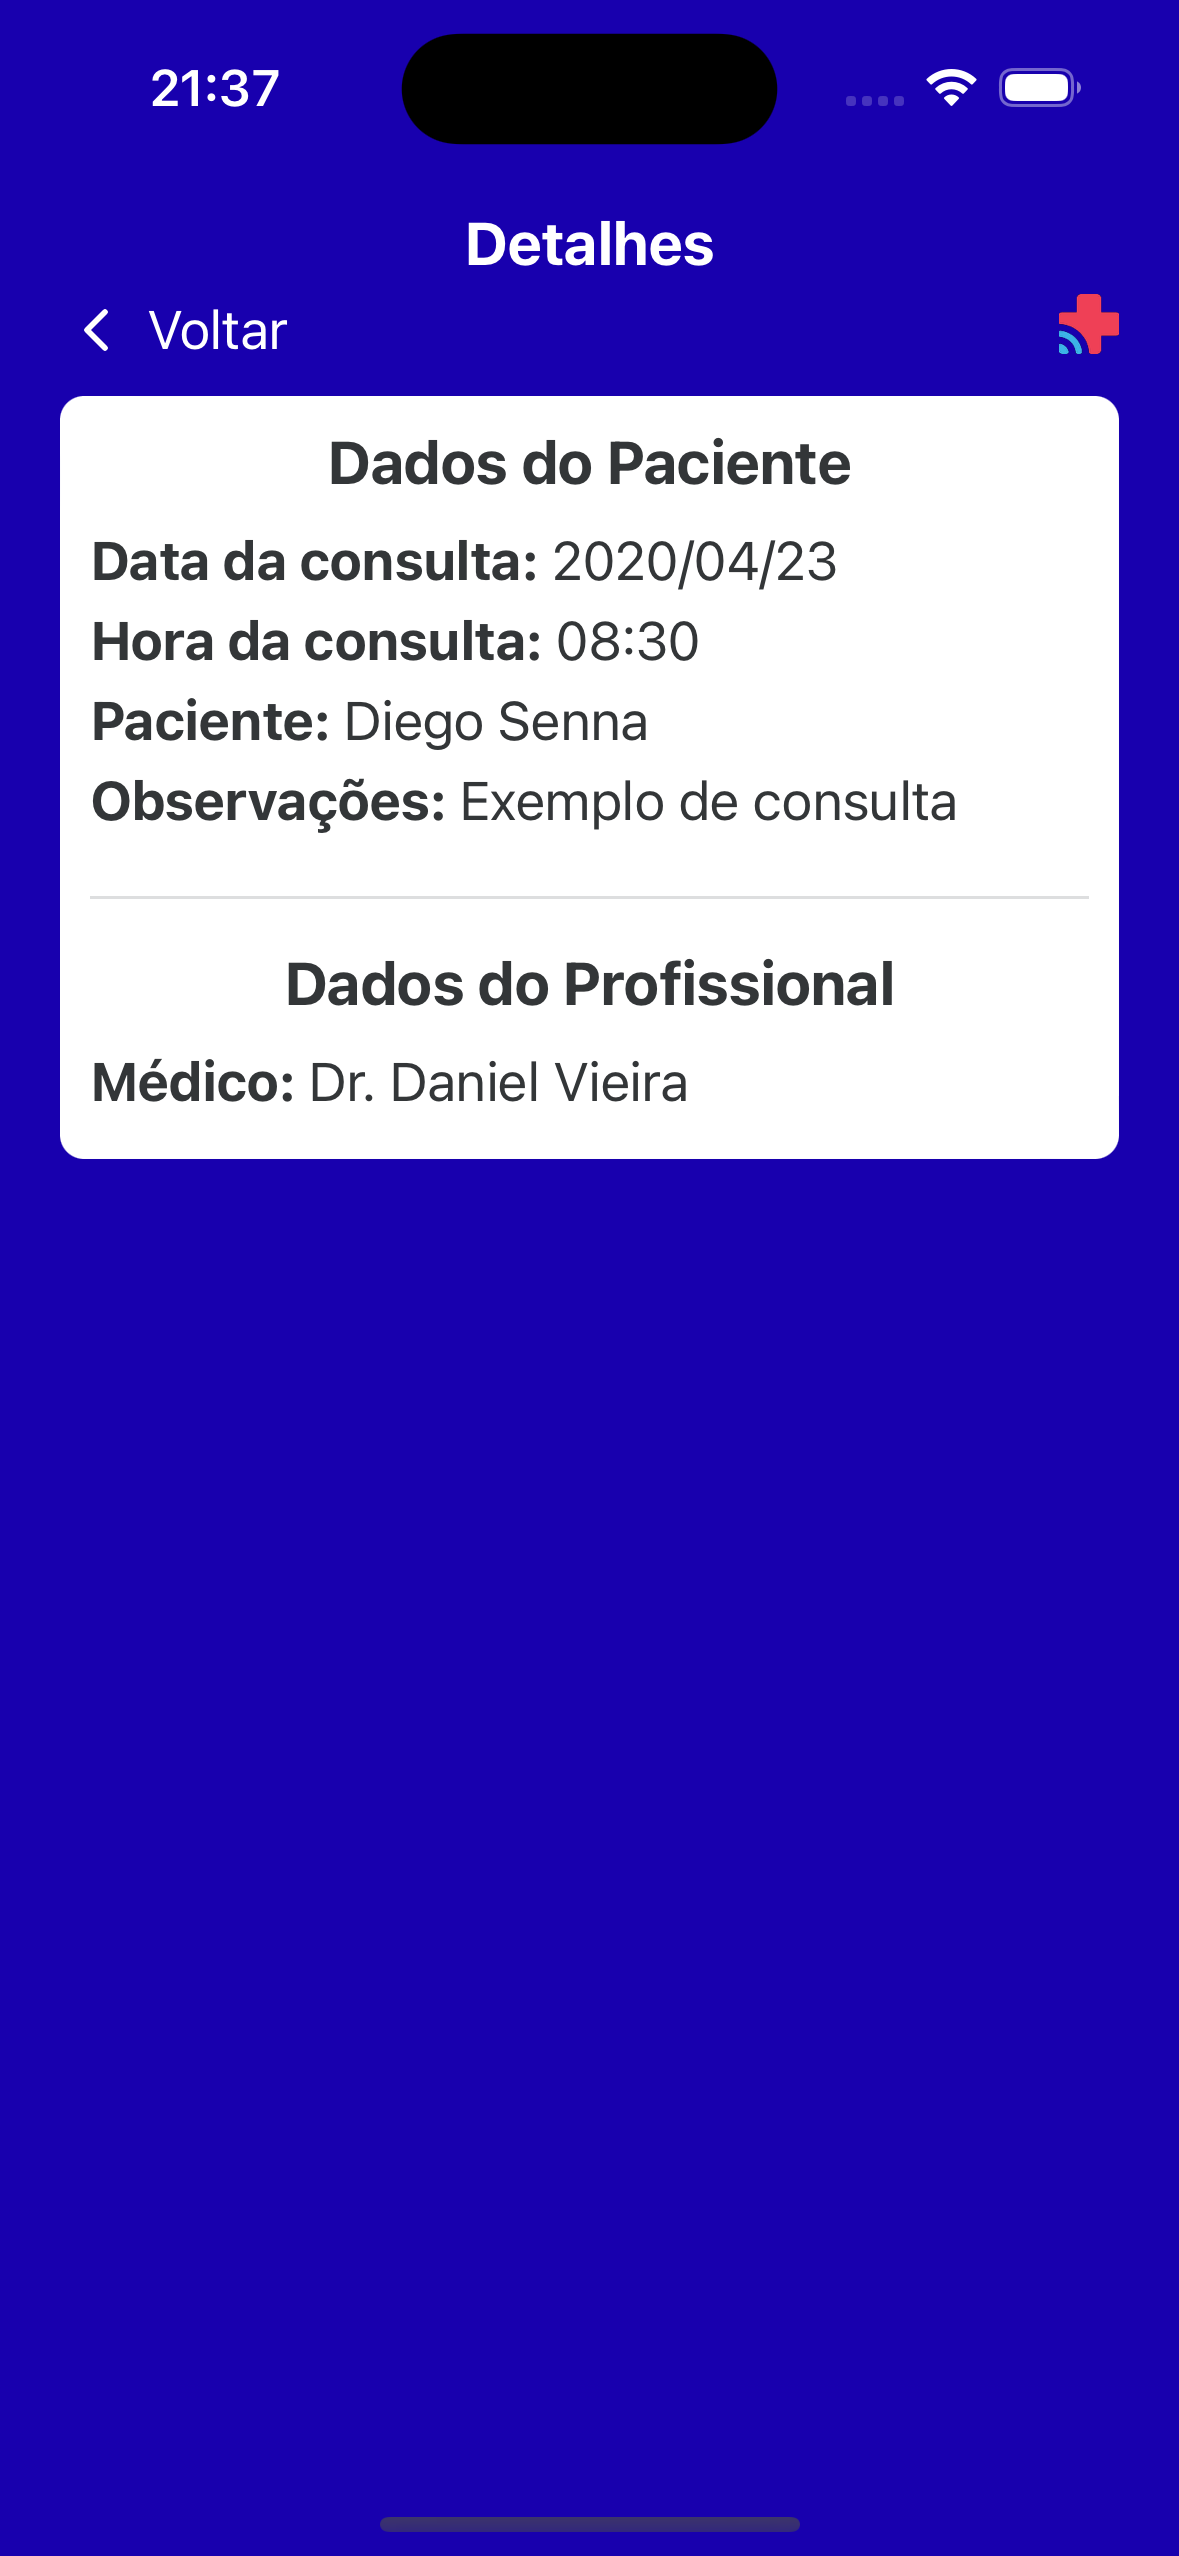 21:37
Detalhes
Voltar
Dados do Paciente
Data da consulta: 2020/04/23
Hora da consulta: 08:30
Paciente: Diego Senna
Observações: Exemplo de consulta
Dados do Profissional
Médico: Dr. Daniel Vieira